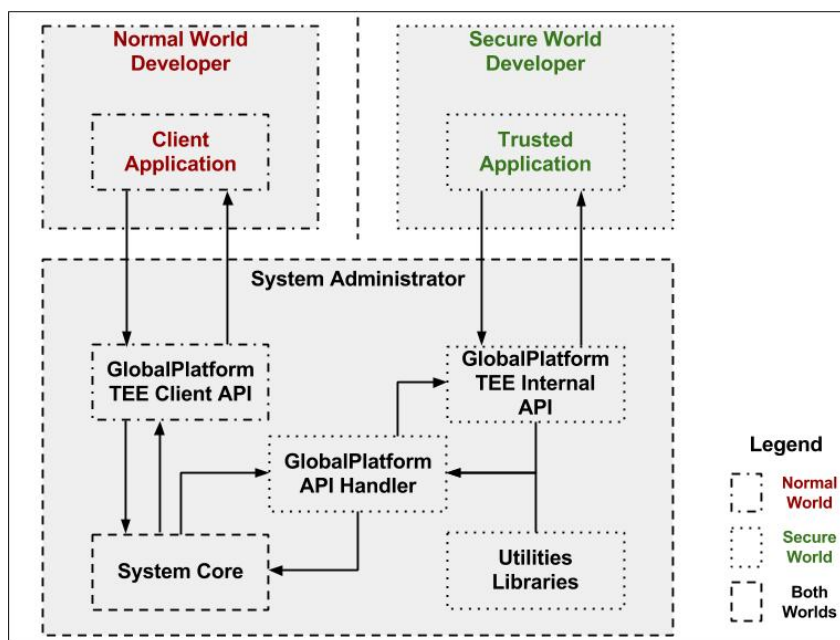 Normal World
Developer
Client
Application
Secure World
Developer
Trusted
Application
System Administrator
GlobalPlatform
TEE Client API
GlobalPlatform
TEE Internal
API
GlobalPlatform
API Handler
System Core
Utilities
Libraries
Legend
Normal
World
Secure
World
Both
Worlds